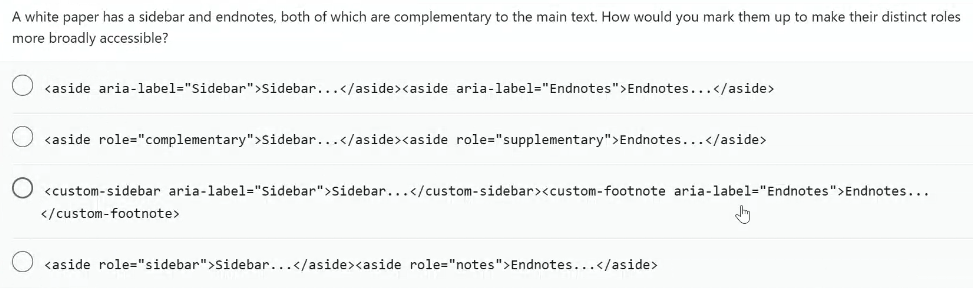 A white paper has a sidebar and endnotes, both of which are complementary to the main text. How would you mark them up to make their distinct roles
more broadly accessible?
<aside aria-label="Sidebar">Sidebar...</aside><aside aria-label="Endnotes">Endnotes...</aside>
<aside role="complementary">Sidebar...</aside><aside role="supplementary">Endnotes...</aside>
<custom-sidebar aria-label="Sidebar">Sidebar...</custom-sidebar><custom-footnote aria-label="Endnotes">Endnotes...
</custom-footnote>
<aside role="sidebar">Sidebar...</aside><aside role="notes">Endnotes...</aside>